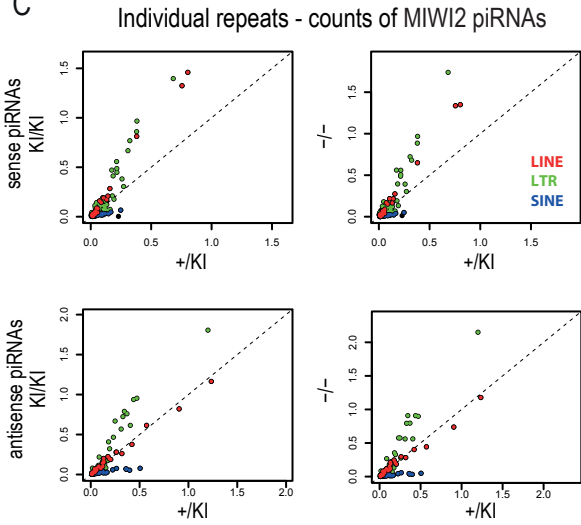 C
Individual repeats - counts of MIWI2 piRNAs
sense piRNAs
KI/KI
0.0 0.5 1.0 1.5
0.0 0.5 1.0 1.5
+/KI
−/−
0.0 0.5 1.0 1.5
0.0 0.5 1.0 1.5
+/KI
LINE
LTR
SINE
antisense piRNAs
KI/KI
0.0 0.5 1.0 1.5 2.0
0.0 0.5 1.0 1.5 2.0
+/KI
−/−
0.0 0.5 1.0 1.5 2.0
0.0 0.5 1.0 1.5 2.0
+/KI